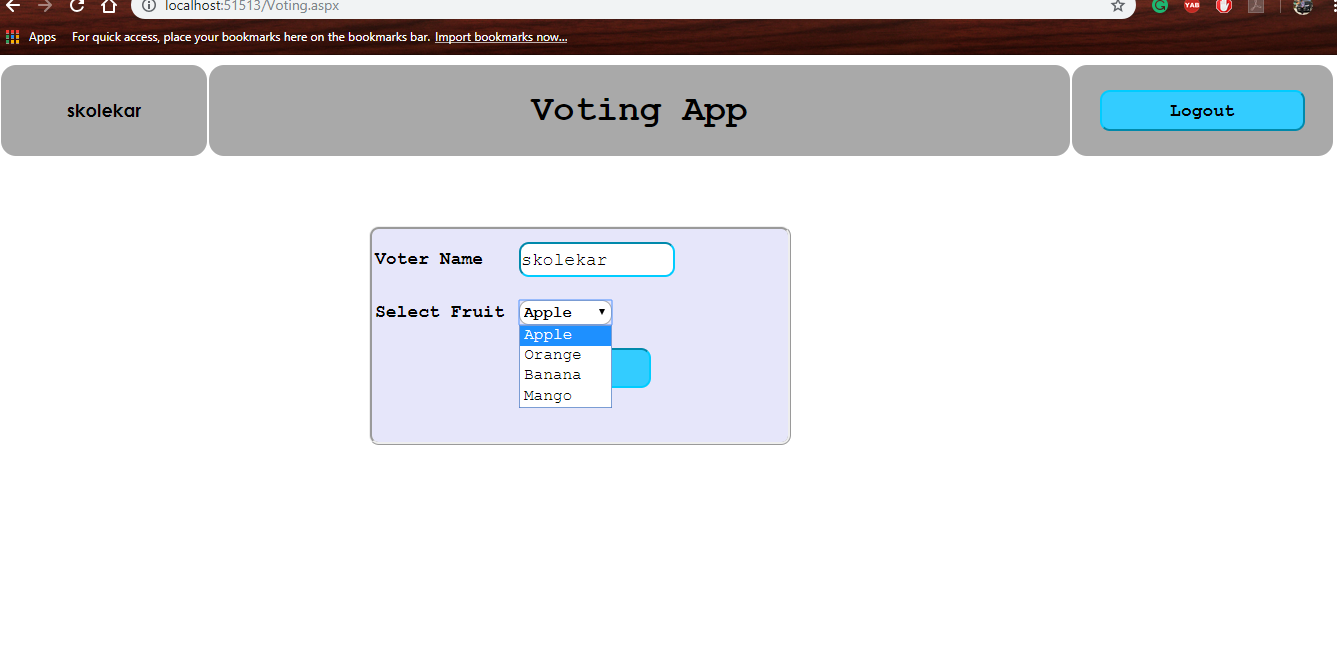 localhost:51513/Voting.aspx
YAB
Apps For quick access, place your bookmarks here on the bookmarks bar. Import bookmarks now...
skolekar Voting App Logout
Voter Name skolekar
Select Fruit Apple
Apple
Orange
Banana
Mango